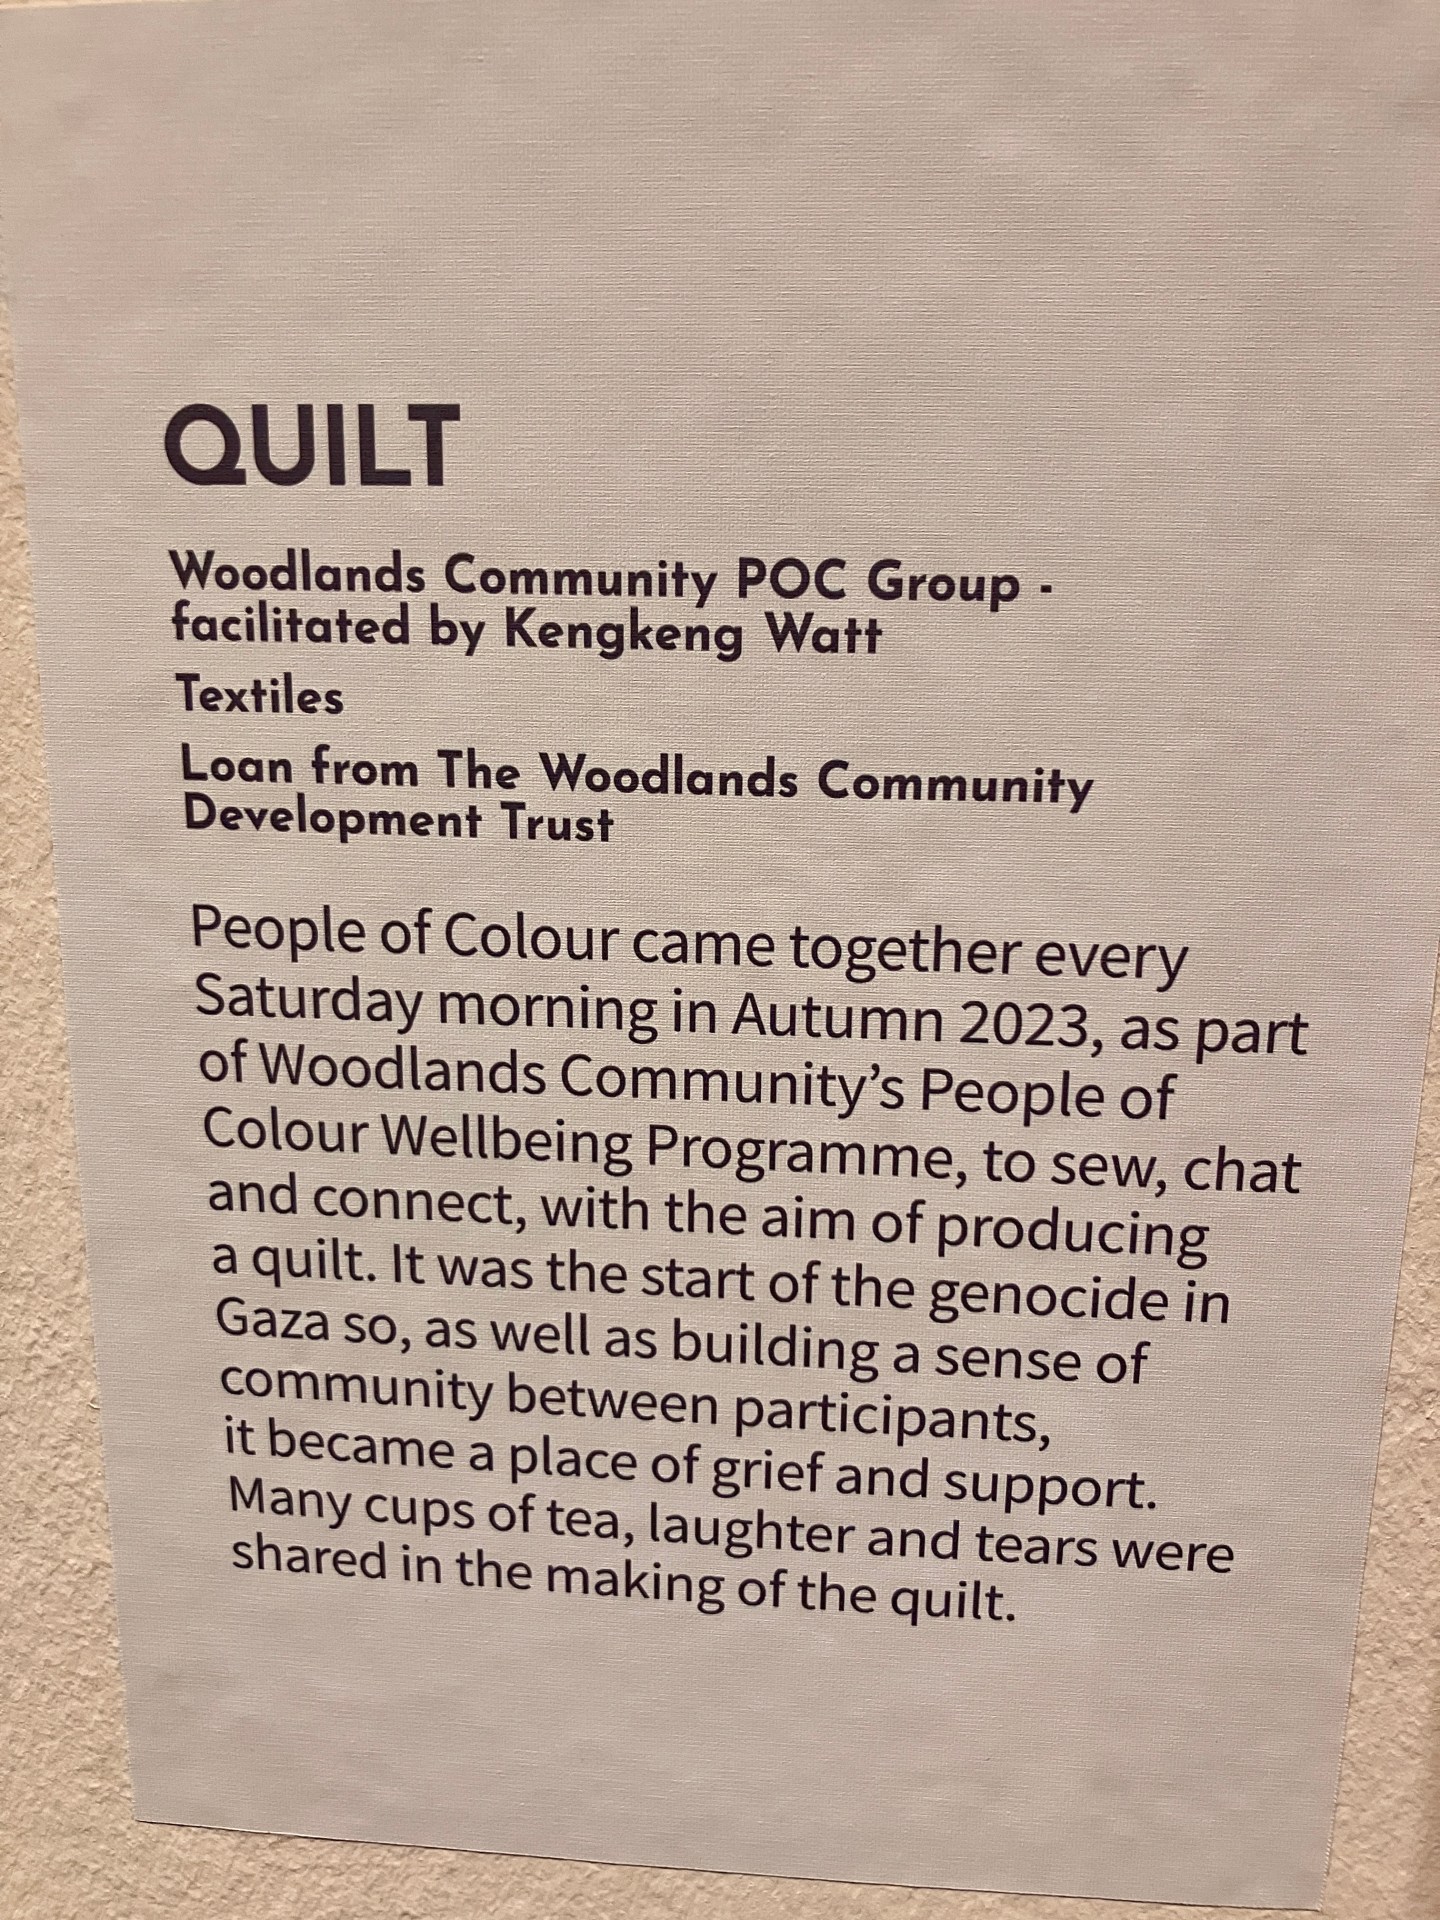 QUILT
Woodlands Community POC Group -
facilitated by Kengkeng Watt
Textiles
Loan from The Woodlands Community
Development Trust
People of Colour came together every
Saturday morning in Autumn 2023, as part
of Woodlands Community’s People of
Colour Wellbeing Programme, to sew, chat
and connect, with the aim of producing
a quilt. It was the start of the genocide in
Gaza so, as well as building a sense of
community between participants,
it became a place of grief and support.
Many cups of tea, laughter and tears were
shared in the making of the quilt.